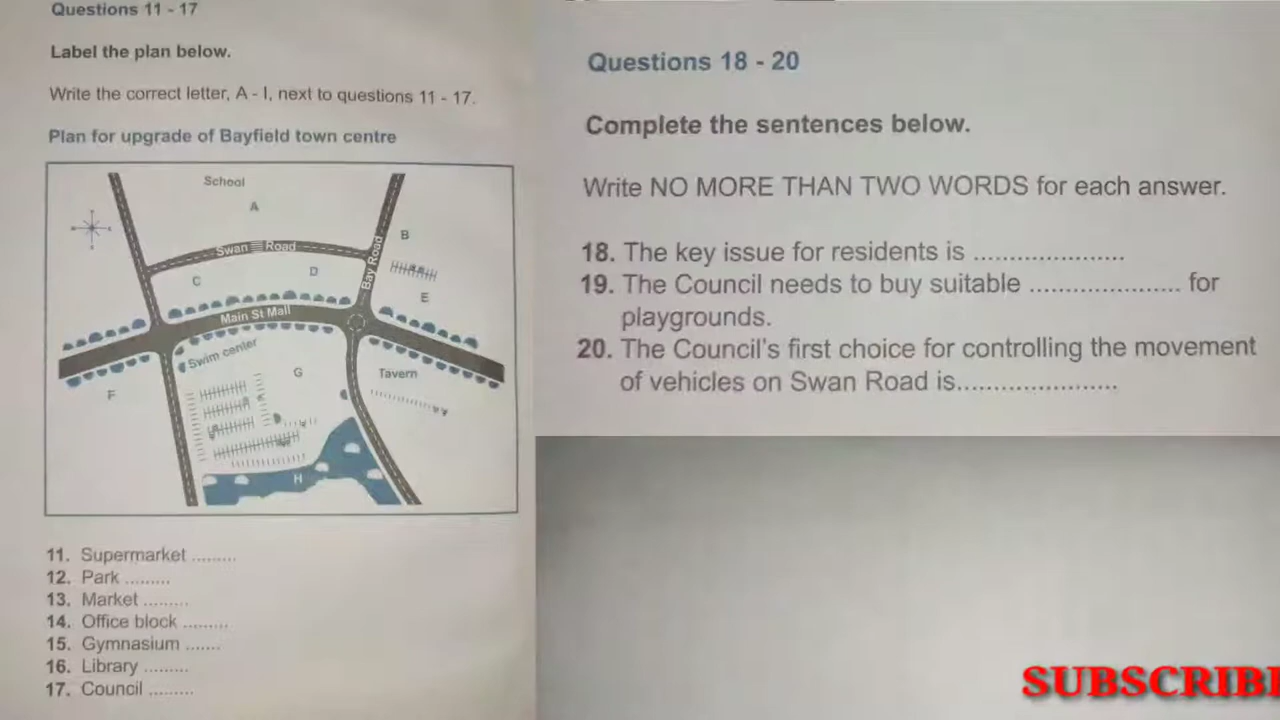 Questions 11 - 17
Label the plan below.
Write the correct letter, A - I, next to questions 11 - 17.
Plan for upgrade of Bayfield town centre
School
A
Swan Road
Bay Road
B
C
D
E
Main St Mall
Swim center
F
G
Tavern
H
11. Supermarket .........
12. Park .........
13. Market .........
14. Office block .........
15. Gymnasium .......
16. Library .........
17. Council .........
Questions 18 - 20
Complete the sentences below.
Write NO MORE THAN TWO WORDS for each answer.
18. The key issue for residents is .....................
19. The Council needs to buy suitable ..................... for
playgrounds.
20. The Council's first choice for controlling the movement
of vehicles on Swan Road is......................
SUBSCRIBE